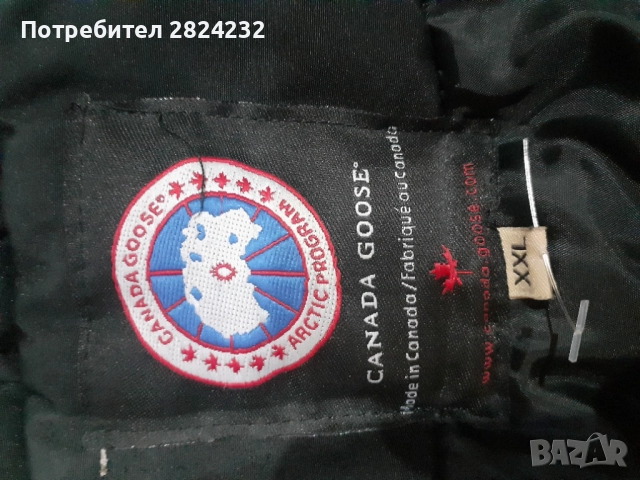 Потребител 2824232
CANADA GOOSE®
ARCTIC PROGRAM
CANADA GOOSE®
Made in Canada/Fabriqué au Canada
www.canada goose.com
XXL
BAZAR